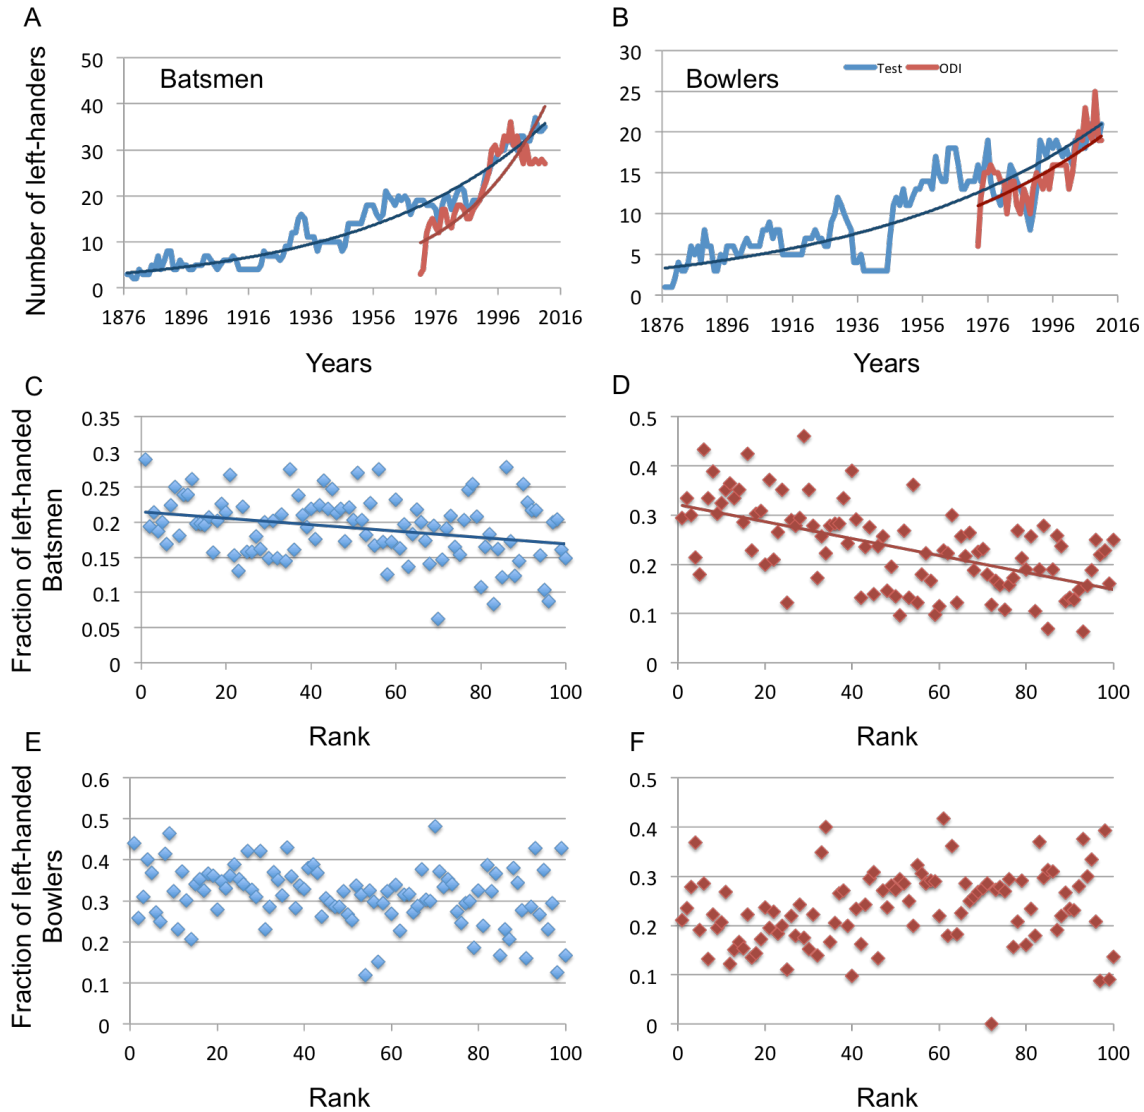 A
B
Number of left-handers
50
40
30
20
10
0
Batsmen
1876 1896 1916 1936 1956 1976 1996 2016
Years
30
25
20
15
10
5
0
Bowlers
Test ODI
1876 1896 1916 1936 1956 1976 1996 2016
Years
C
D
Fraction of left-handed
Batsmen
0.35
0.3
0.25
0.2
0.15
0.1
0.05
0
0 20 40 60 80 100
Rank
0.5
0.4
0.3
0.2
0.1
0
0 20 40 60 80 100
Rank
E
F
Fraction of left-handed
Bowlers
0.6
0.5
0.4
0.3
0.2
0.1
0
0 20 40 60 80 100
Rank
0.5
0.4
0.3
0.2
0.1
0
0 20 40 60 80 100
Rank